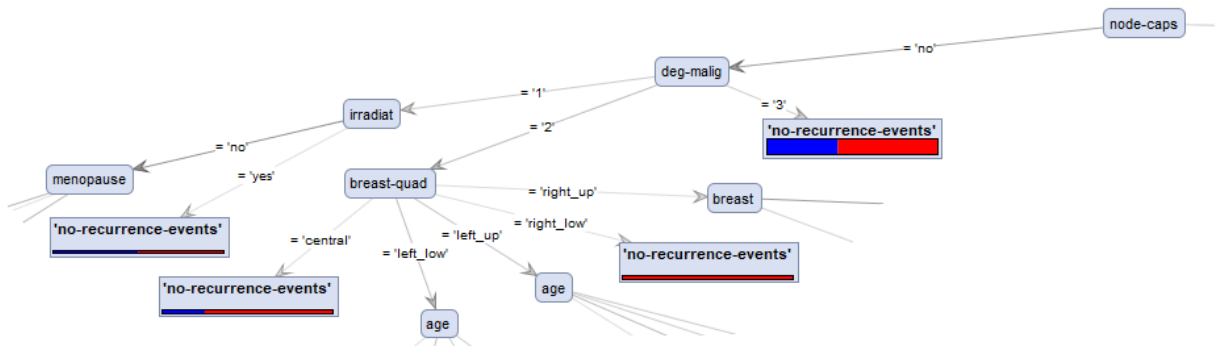 node-caps
= 'no'
deg-malig
= '1'
= '3'
irradiat
= '2'
'no-recurrence-events'
= 'no'
menopause
= 'yes'
breast-quad
= 'right_up'
breast
'no-recurrence-events'
= 'central'
= 'left_low'
= 'left_up'
= 'right_low'
'no-recurrence-events'
'no-recurrence-events'
age
age